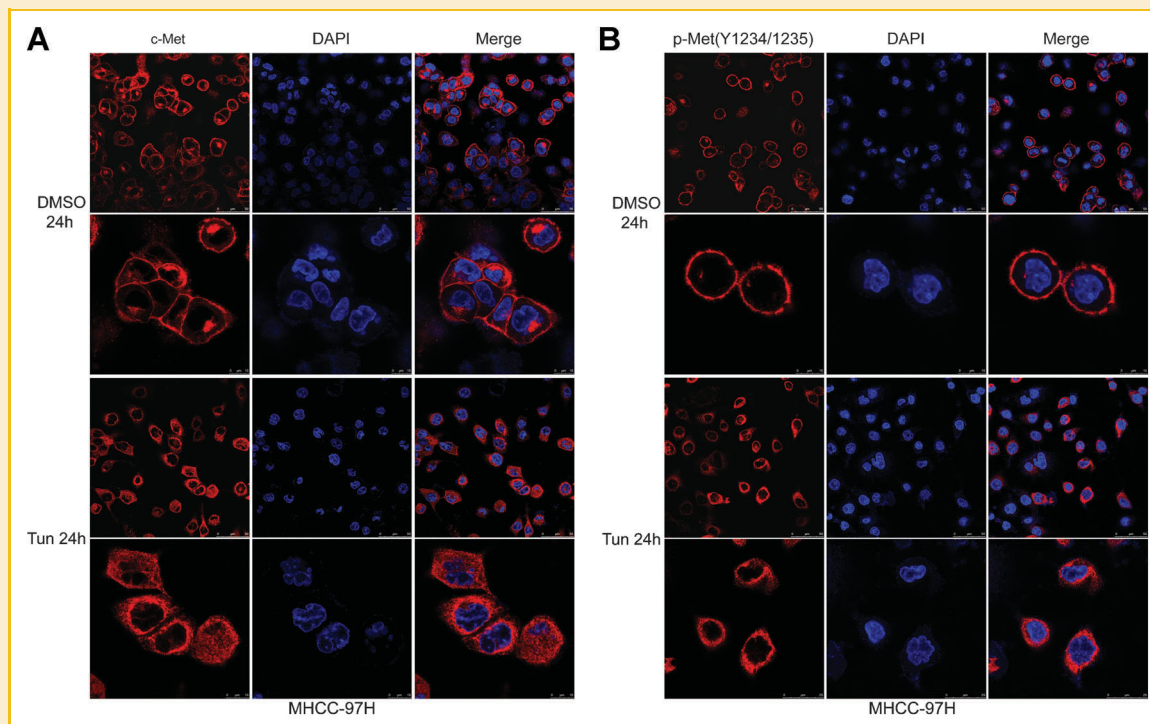 A
c-Met
DAPI
Merge
DMSO
24h
Tun 24h
MHCC-97H
B
p-Met(Y1234/1235)
DAPI
Merge
DMSO
24h
Tun 24h
MHCC-97H